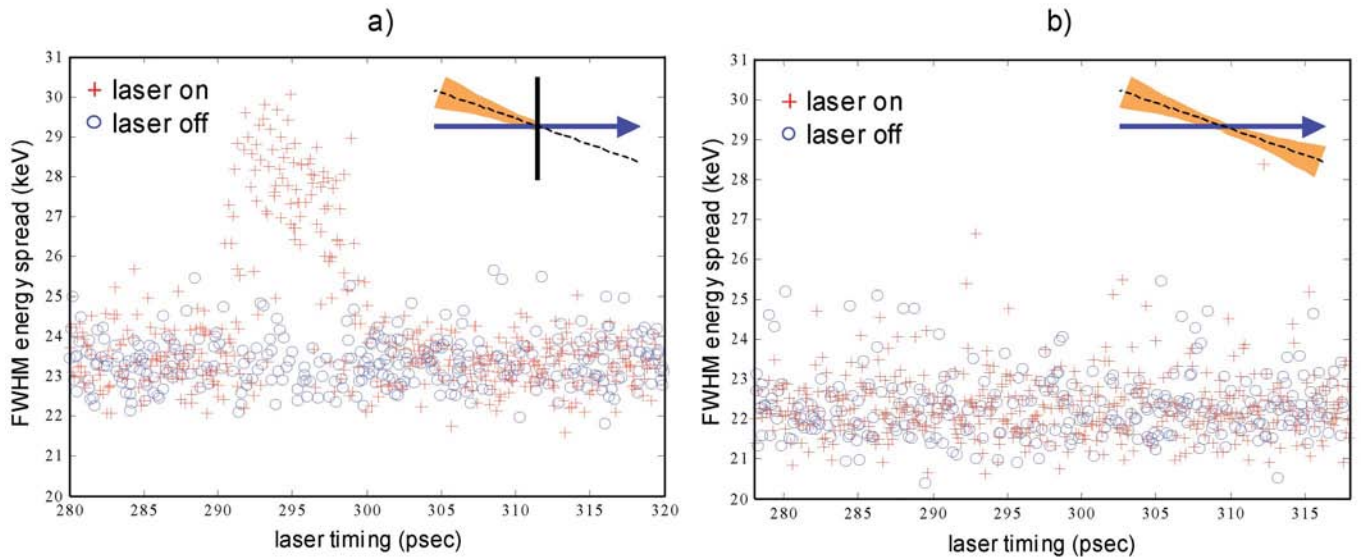 a)
31
30
29
28
27
26
25
24
23
22
21
20
FWHM energy spread (keV)
+ laser on
○ laser off
280 285 290 295 300 305 310 315 320
laser timing (psec)
b)
31
30
29
28
27
26
25
24
23
22
21
20
FWHM energy spread (keV)
+ laser on
○ laser off
280 285 290 295 300 305 310 315
laser timing (psec)